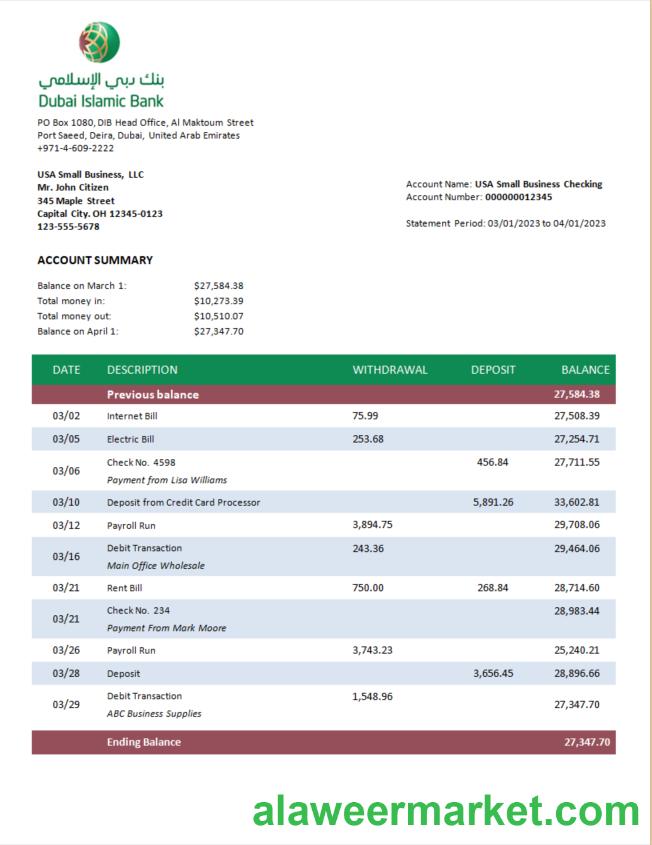 بنك دبي الإسلامي
Dubai Islamic Bank
PO Box 1080, DIB Head Office, Al Maktoum Street
Port Saeed, Deira, Dubai, United Arab Emirates
+971-4-609-2222
USA Small Business, LLC
Mr. John Citizen
345 Maple Street
Capital City. OH 12345-0123
123-555-5678
Account Name: USA Small Business Checking
Account Number: 000000012345
Statement Period: 03/01/2023 to 04/01/2023
ACCOUNT SUMMARY
Balance on March 1: $27,584.38
Total money in: $10,273.39
Total money out: $10,510.07
Balance on April 1: $27,347.70
DATE DESCRIPTION WITHDRAWAL DEPOSIT BALANCE
Previous balance 27,584.38
03/02 Internet Bill 75.99 27,508.39
03/05 Electric Bill 253.68 27,254.71
03/06 Check No. 4598 456.84 27,711.55
Payment from Lisa Williams
03/10 Deposit from Credit Card Processor 5,891.26 33,602.81
03/12 Payroll Run 3,894.75 29,708.06
03/16 Debit Transaction 243.36 29,464.06
Main Office Wholesale
03/21 Rent Bill 750.00 268.84 28,714.60
03/21 Check No. 234 28,983.44
Payment From Mark Moore
03/26 Payroll Run 3,743.23 25,240.21
03/28 Deposit 3,656.45 28,896.66
03/29 Debit Transaction 1,548.96 27,347.70
ABC Business Supplies
Ending Balance 27,347.70
alaweermarket.com